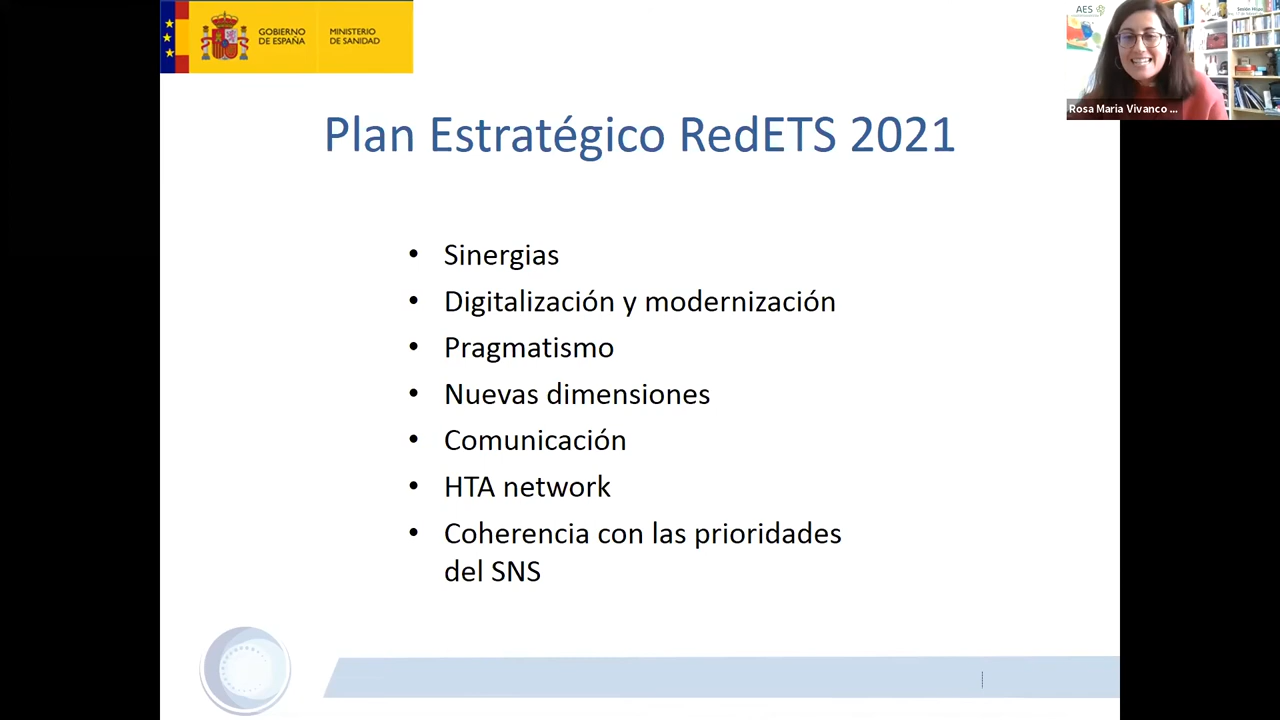 GOBIERNO
DE ESPAÑA
MINISTERIO
DE SANIDAD
AES
Rosa Maria Vivanco ...
Plan Estratégico RedETS 2021
• Sinergias
• Digitalización y modernización
• Pragmatismo
• Nuevas dimensiones
• Comunicación
• HTA network
• Coherencia con las prioridades
del SNS